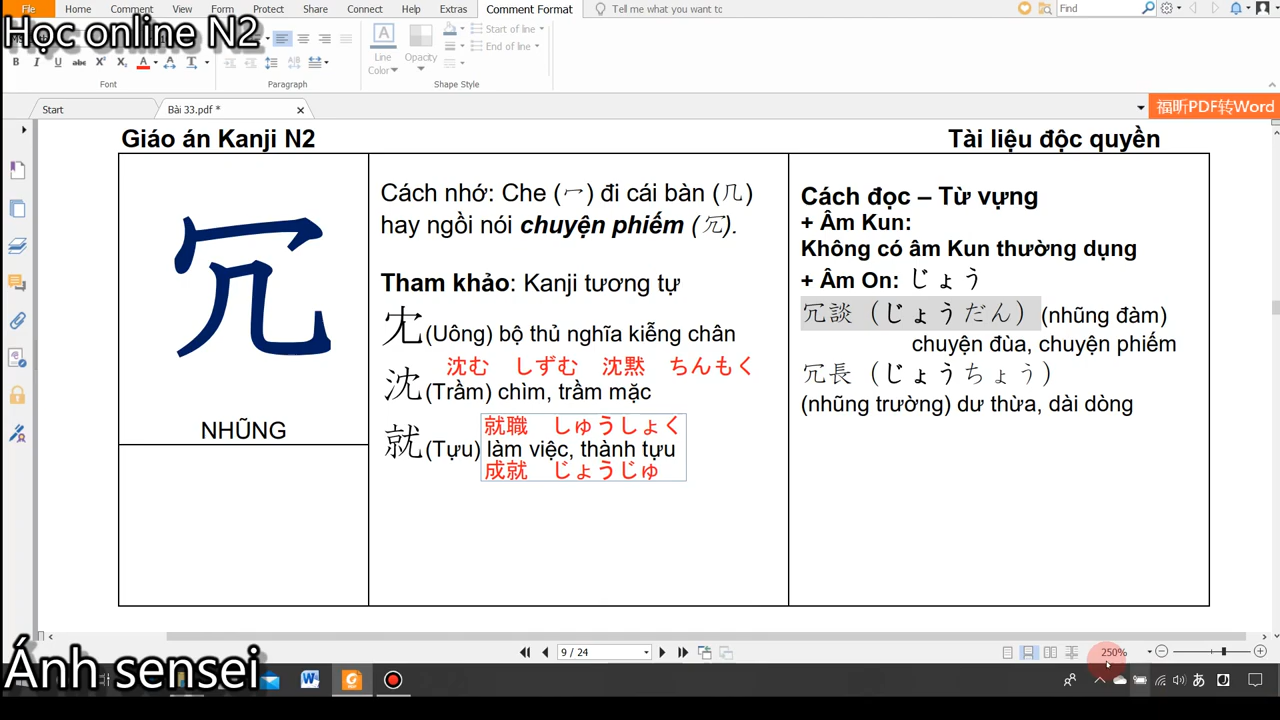 File Home Comment View Form Protect Share Connect Help Extras Comment Format Tell me what you want tc Find
Học online N2
Start of line
End of line
Line Color
Opacity
Font
Paragraph
Shape Style
Start
Bài 33.pdf *
福昕PDF转Word
Giáo án Kanji N2
Tài liệu độc quyền
冗
NHŨNG
Cách nhớ: Che (冖) đi cái bàn (几)
hay ngồi nói chuyện phiếm (冗).
Tham khảo: Kanji tương tự
冘(Uông) bộ thủ nghĩa kiễng chân
沈む しずむ 沈黙 ちんもく
沈(Trầm) chìm, trầm mặc
就職 しゅうしょく
就(Tựu) làm việc, thành tựu
成就 じょうじゅ
Cách đọc – Từ vựng
+ Âm Kun:
Không có âm Kun thường dụng
+ Âm On: じょう
冗談（じょうだん）(nhũng đàm)
chuyện đùa, chuyện phiếm
冗長（じょうちょう）
(nhũng trường) dư thừa, dài dòng
9 / 24
250%
Ánh sensei
あ